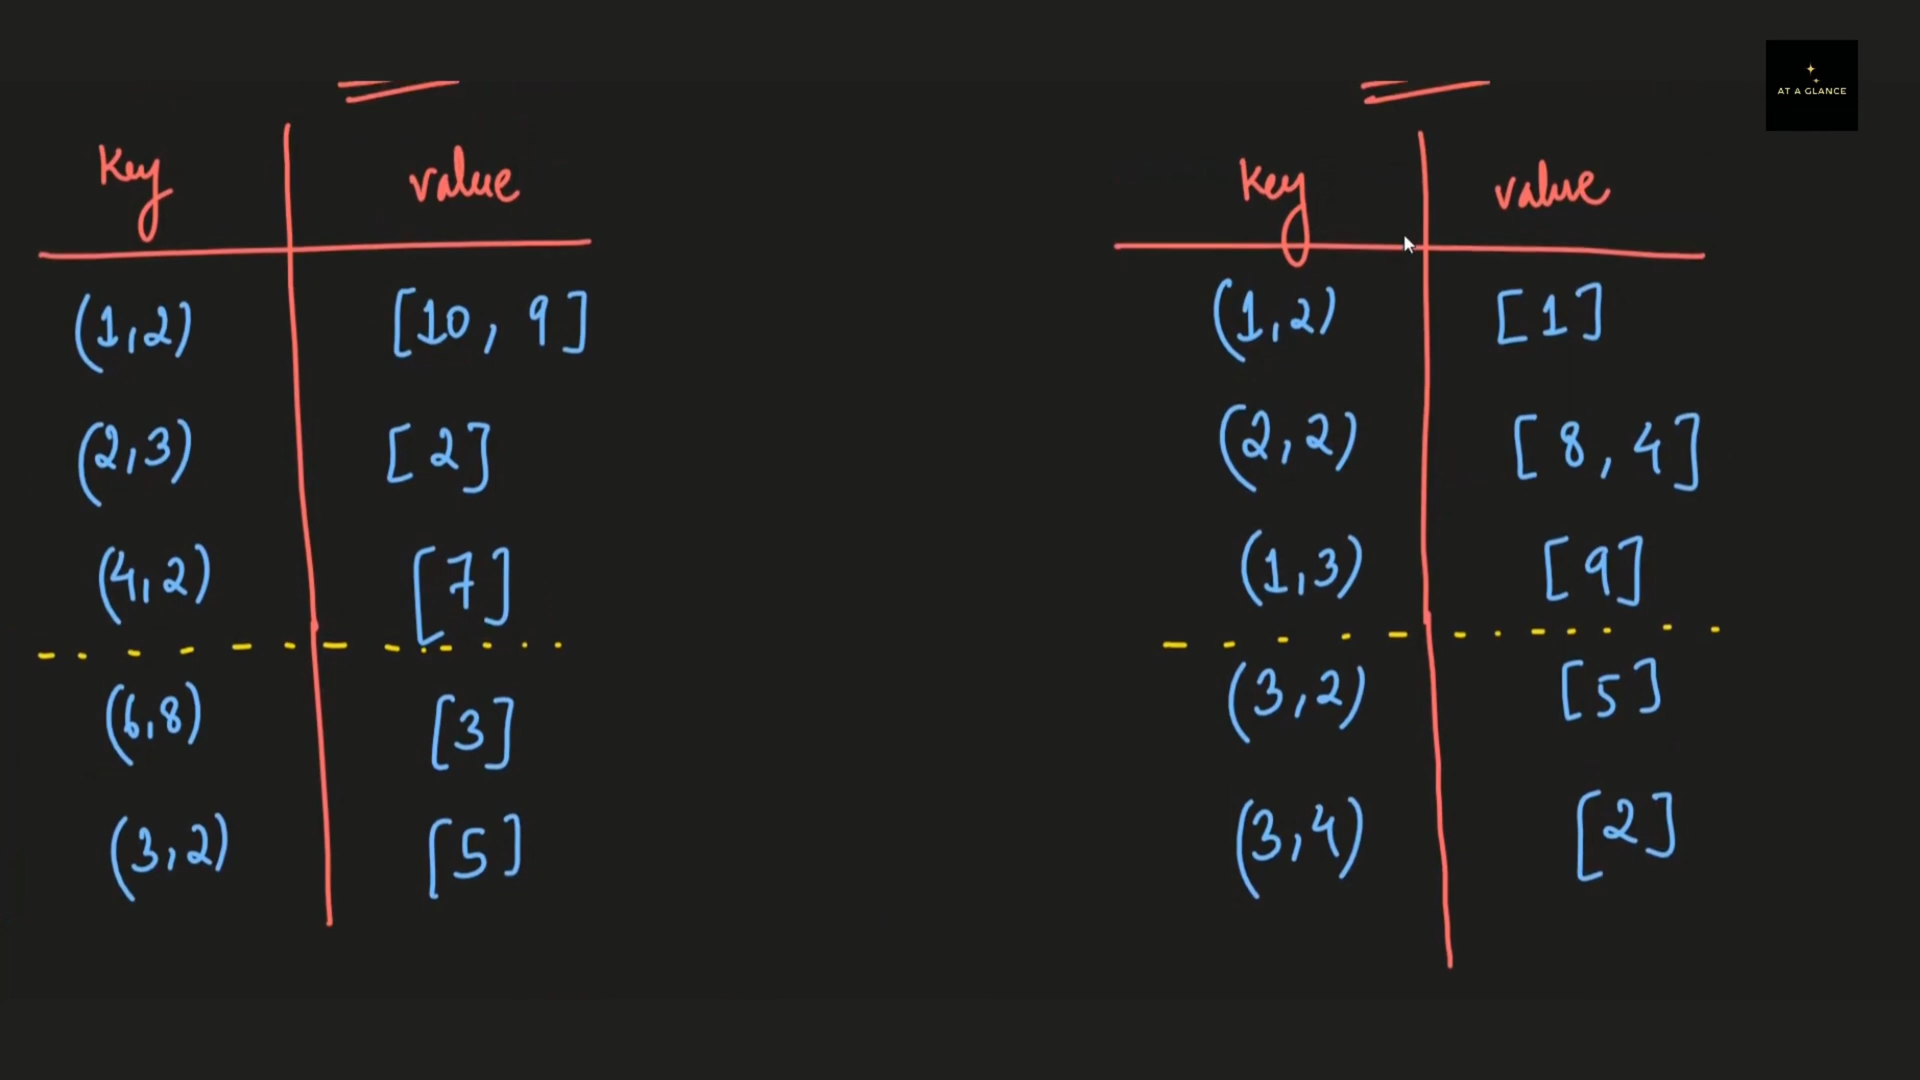 AT A GLANCE
Key value
(1,2) [10, 9]
(2,3) [2]
(4,2) [7]
(6,8) [3]
(3,2) [5]
Key value
(1,2) [1]
(2,2) [8, 4]
(1,3) [9]
(3,2) [5]
(3,4) [2]